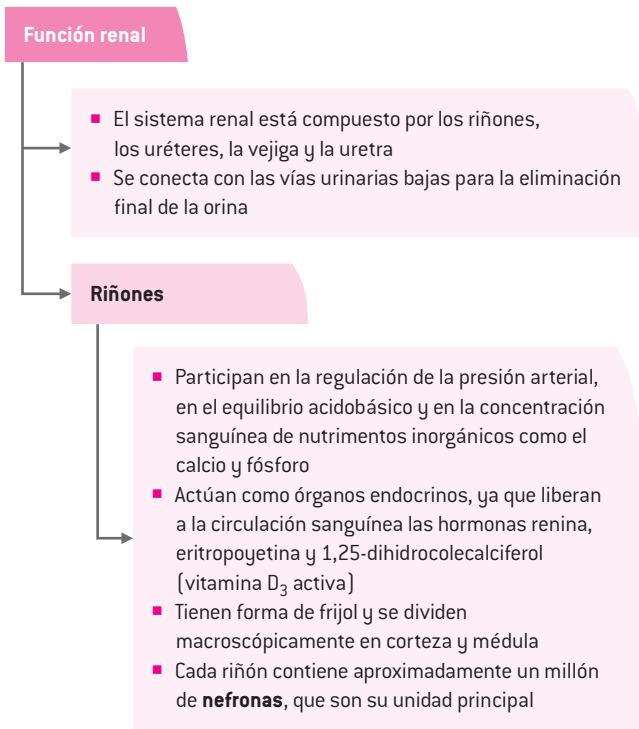 Función renal
▪ El sistema renal está compuesto por los riñones,
los uréteres, la vejiga y la uretra
▪ Se conecta con las vías urinarias bajas para la eliminación
final de la orina
Riñones
▪ Participan en la regulación de la presión arterial,
en el equilibrio acidobásico y en la concentración
sanguínea de nutrimentos inorgánicos como el
calcio y fósforo
▪ Actúan como órganos endocrinos, ya que liberan
a la circulación sanguínea las hormonas renina,
eritropoyetina y 1,25-dihidrocolecalciferol
(vitamina D₃ activa)
▪ Tienen forma de frijol y se dividen
macroscópicamente en corteza y médula
▪ Cada riñón contiene aproximadamente un millón
de nefronas, que son su unidad principal